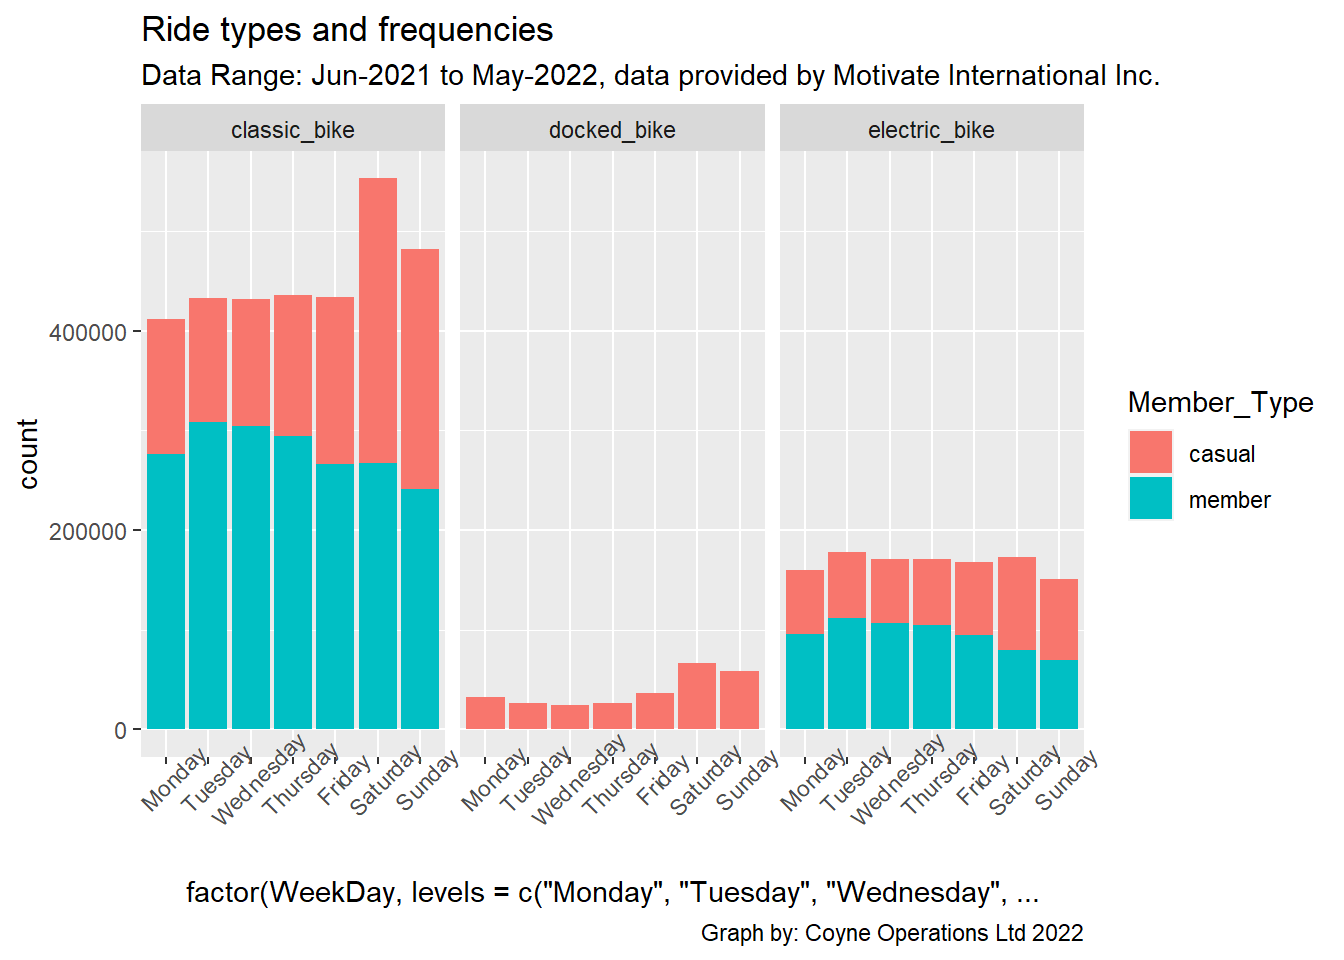 Ride types and frequencies
Data Range: Jun-2021 to May-2022, data provided by Motivate International Inc.
classic_bike docked_bike electric_bike
400000
200000
0
count
Monday Tuesday Wednesday Thursday Friday Saturday Sunday Monday Tuesday Wednesday Thursday Friday Saturday Sunday Monday Tuesday Wednesday Thursday Friday Saturday Sunday
factor(WeekDay, levels = c("Monday", "Tuesday", "Wednesday", ...
Member_Type
casual
member
Graph by: Coyne Operations Ltd 2022